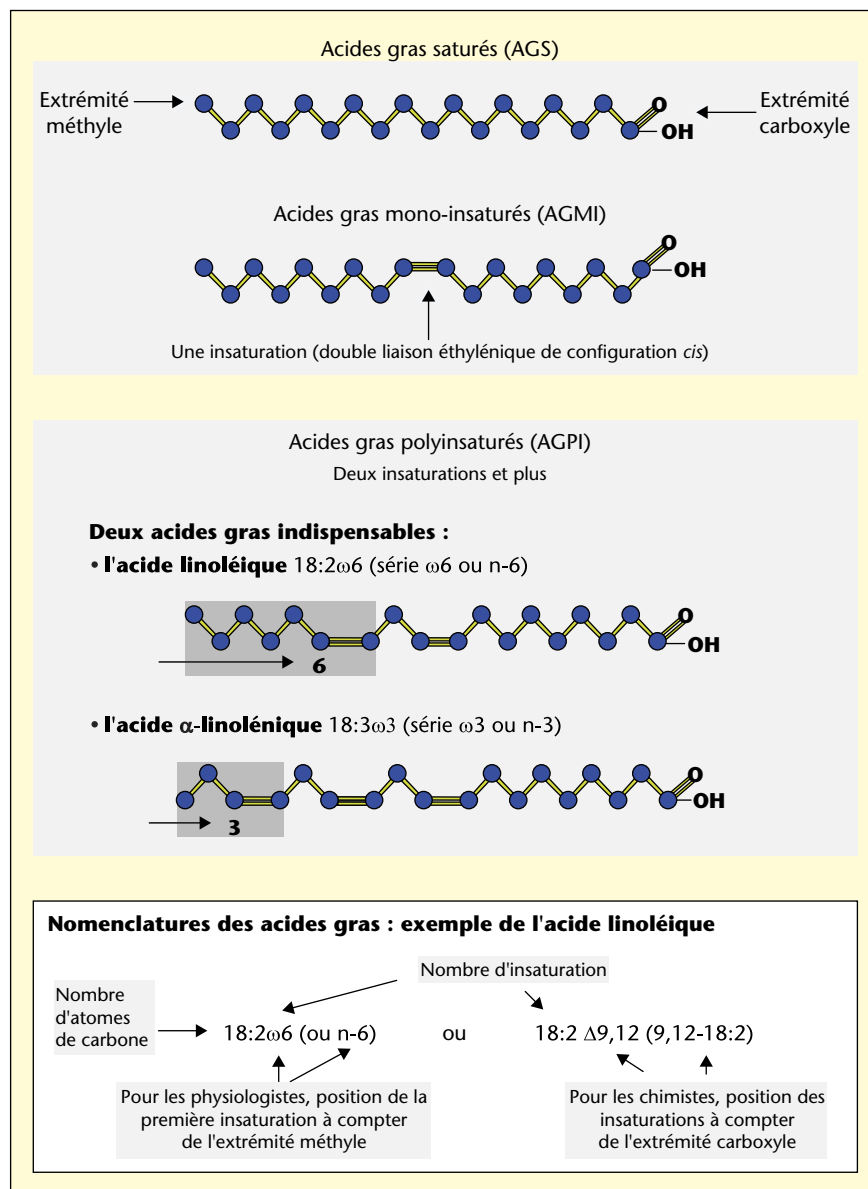 Acides gras saturés (AGS)
Extrémité
méthyle
O
OH
Extrémité
carboxyle
Acides gras mono-insaturés (AGMI)
O
OH
Une insaturation (double liaison éthylénique de configuration cis)
Acides gras polyinsaturés (AGPI)
Deux insaturations et plus
Deux acides gras indispensables :
• l'acide linoléique 18:2ω6 (série ω6 ou n-6)
O
OH
6
• l'acide α-linolénique 18:3ω3 (série ω3 ou n-3)
O
OH
3
Nomenclatures des acides gras : exemple de l'acide linoléique
Nombre d'insaturation
Nombre
d'atomes
de carbone
18:2ω6 (ou n-6) ou 18:2 Δ9,12 (9,12-18:2)
Pour les physiologistes, position de la
première insaturation à compter
de l'extrémité méthyle
Pour les chimistes, position des
insaturations à compter
de l'extrémité carboxyle